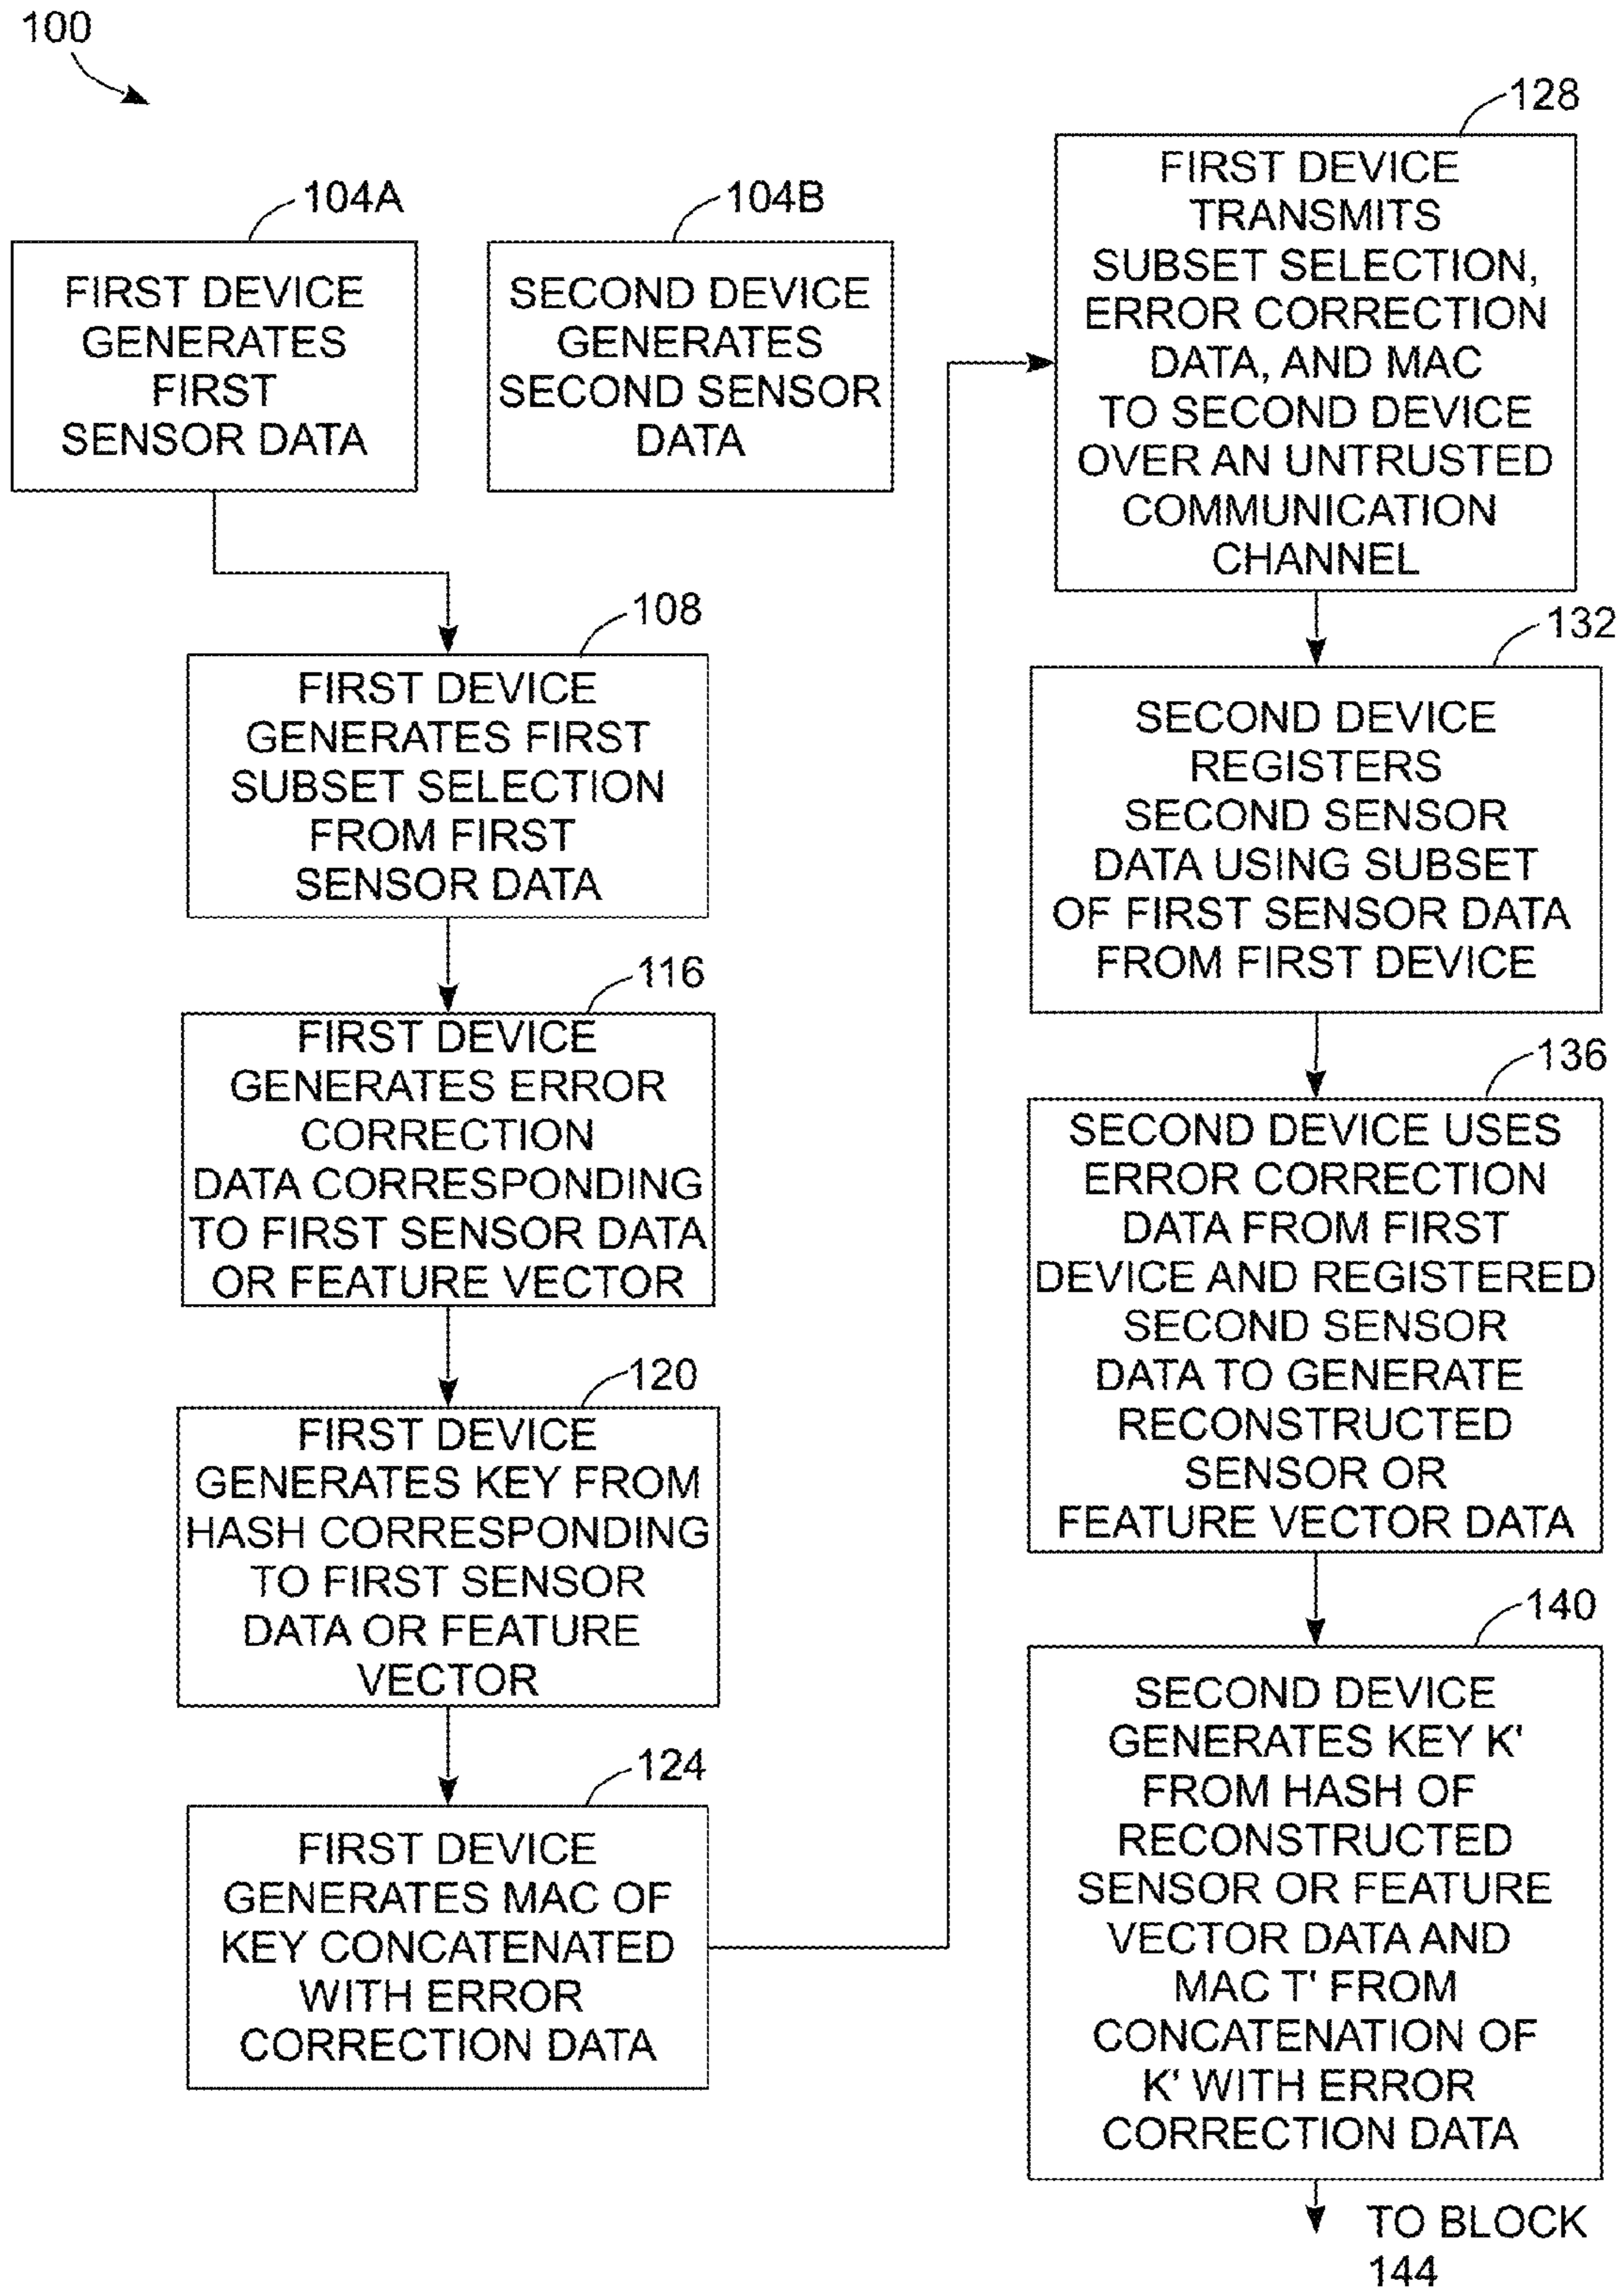 100
104A
FIRST DEVICE
GENERATES
FIRST
SENSOR DATA
104B
SECOND DEVICE
GENERATES
SECOND SENSOR
DATA
108
FIRST DEVICE
GENERATES FIRST
SUBSET SELECTION
FROM FIRST
SENSOR DATA
116
FIRST DEVICE
GENERATES ERROR
CORRECTION
DATA CORRESPONDING
TO FIRST SENSOR DATA
OR FEATURE VECTOR
120
FIRST DEVICE
GENERATES KEY FROM
HASH CORRESPONDING
TO FIRST SENSOR
DATA OR FEATURE
VECTOR
124
FIRST DEVICE
GENERATES MAC OF
KEY CONCATENATED
WITH ERROR
CORRECTION DATA
128
FIRST DEVICE
TRANSMITS
SUBSET SELECTION,
ERROR CORRECTION
DATA, AND MAC
TO SECOND DEVICE
OVER AN UNTRUSTED
COMMUNICATION
CHANNEL
132
SECOND DEVICE
REGISTERS
SECOND SENSOR
DATA USING SUBSET
OF FIRST SENSOR DATA
FROM FIRST DEVICE
136
SECOND DEVICE USES
ERROR CORRECTION
DATA FROM FIRST
DEVICE AND REGISTERED
SECOND SENSOR
DATA TO GENERATE
RECONSTRUCTED
SENSOR OR
FEATURE VECTOR DATA
140
SECOND DEVICE
GENERATES KEY K'
FROM HASH OF
RECONSTRUCTED
SENSOR OR FEATURE
VECTOR DATA AND
MAC T' FROM
CONCATENATION OF
K' WITH ERROR
CORRECTION DATA
TO BLOCK
144